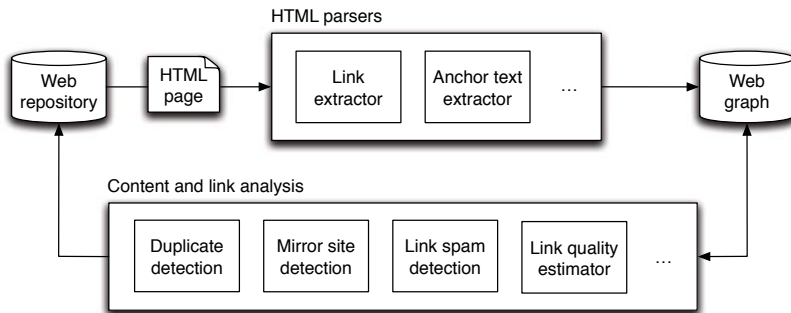 HTML parsers
Web
repository
HTML
page
Link
extractor
Anchor text
extractor
...
Web
graph
Content and link analysis
Duplicate
detection
Mirror site
detection
Link spam
detection
Link quality
estimator
...